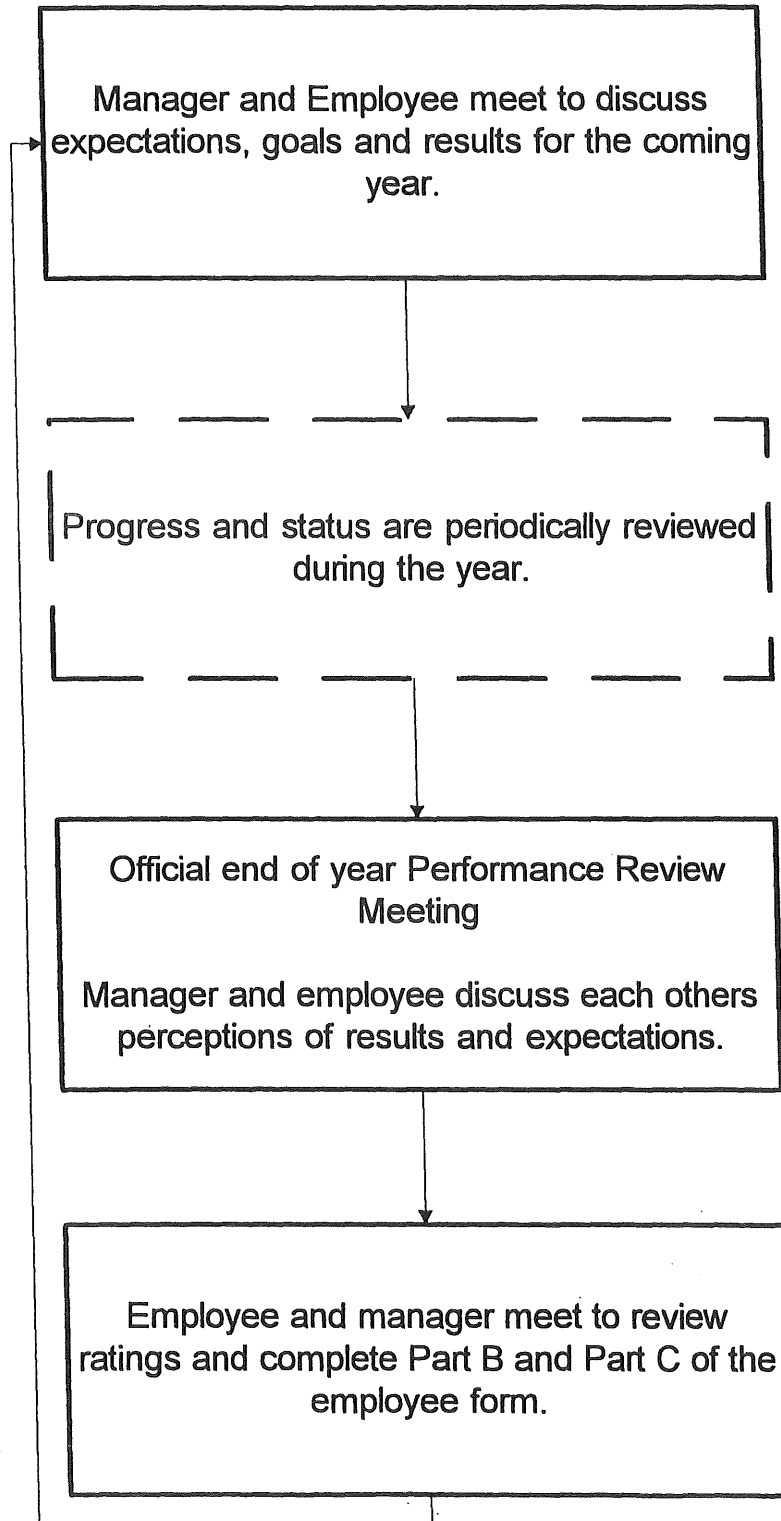 Manager and Employee meet to discuss
expectations, goals and results for the coming
year.
Progress and status are periodically reviewed
during the year.
Official end of year Performance Review
Meeting
Manager and employee discuss each others
perceptions of results and expectations.
Employee and manager meet to review
ratings and complete Part B and Part C of the
employee form.